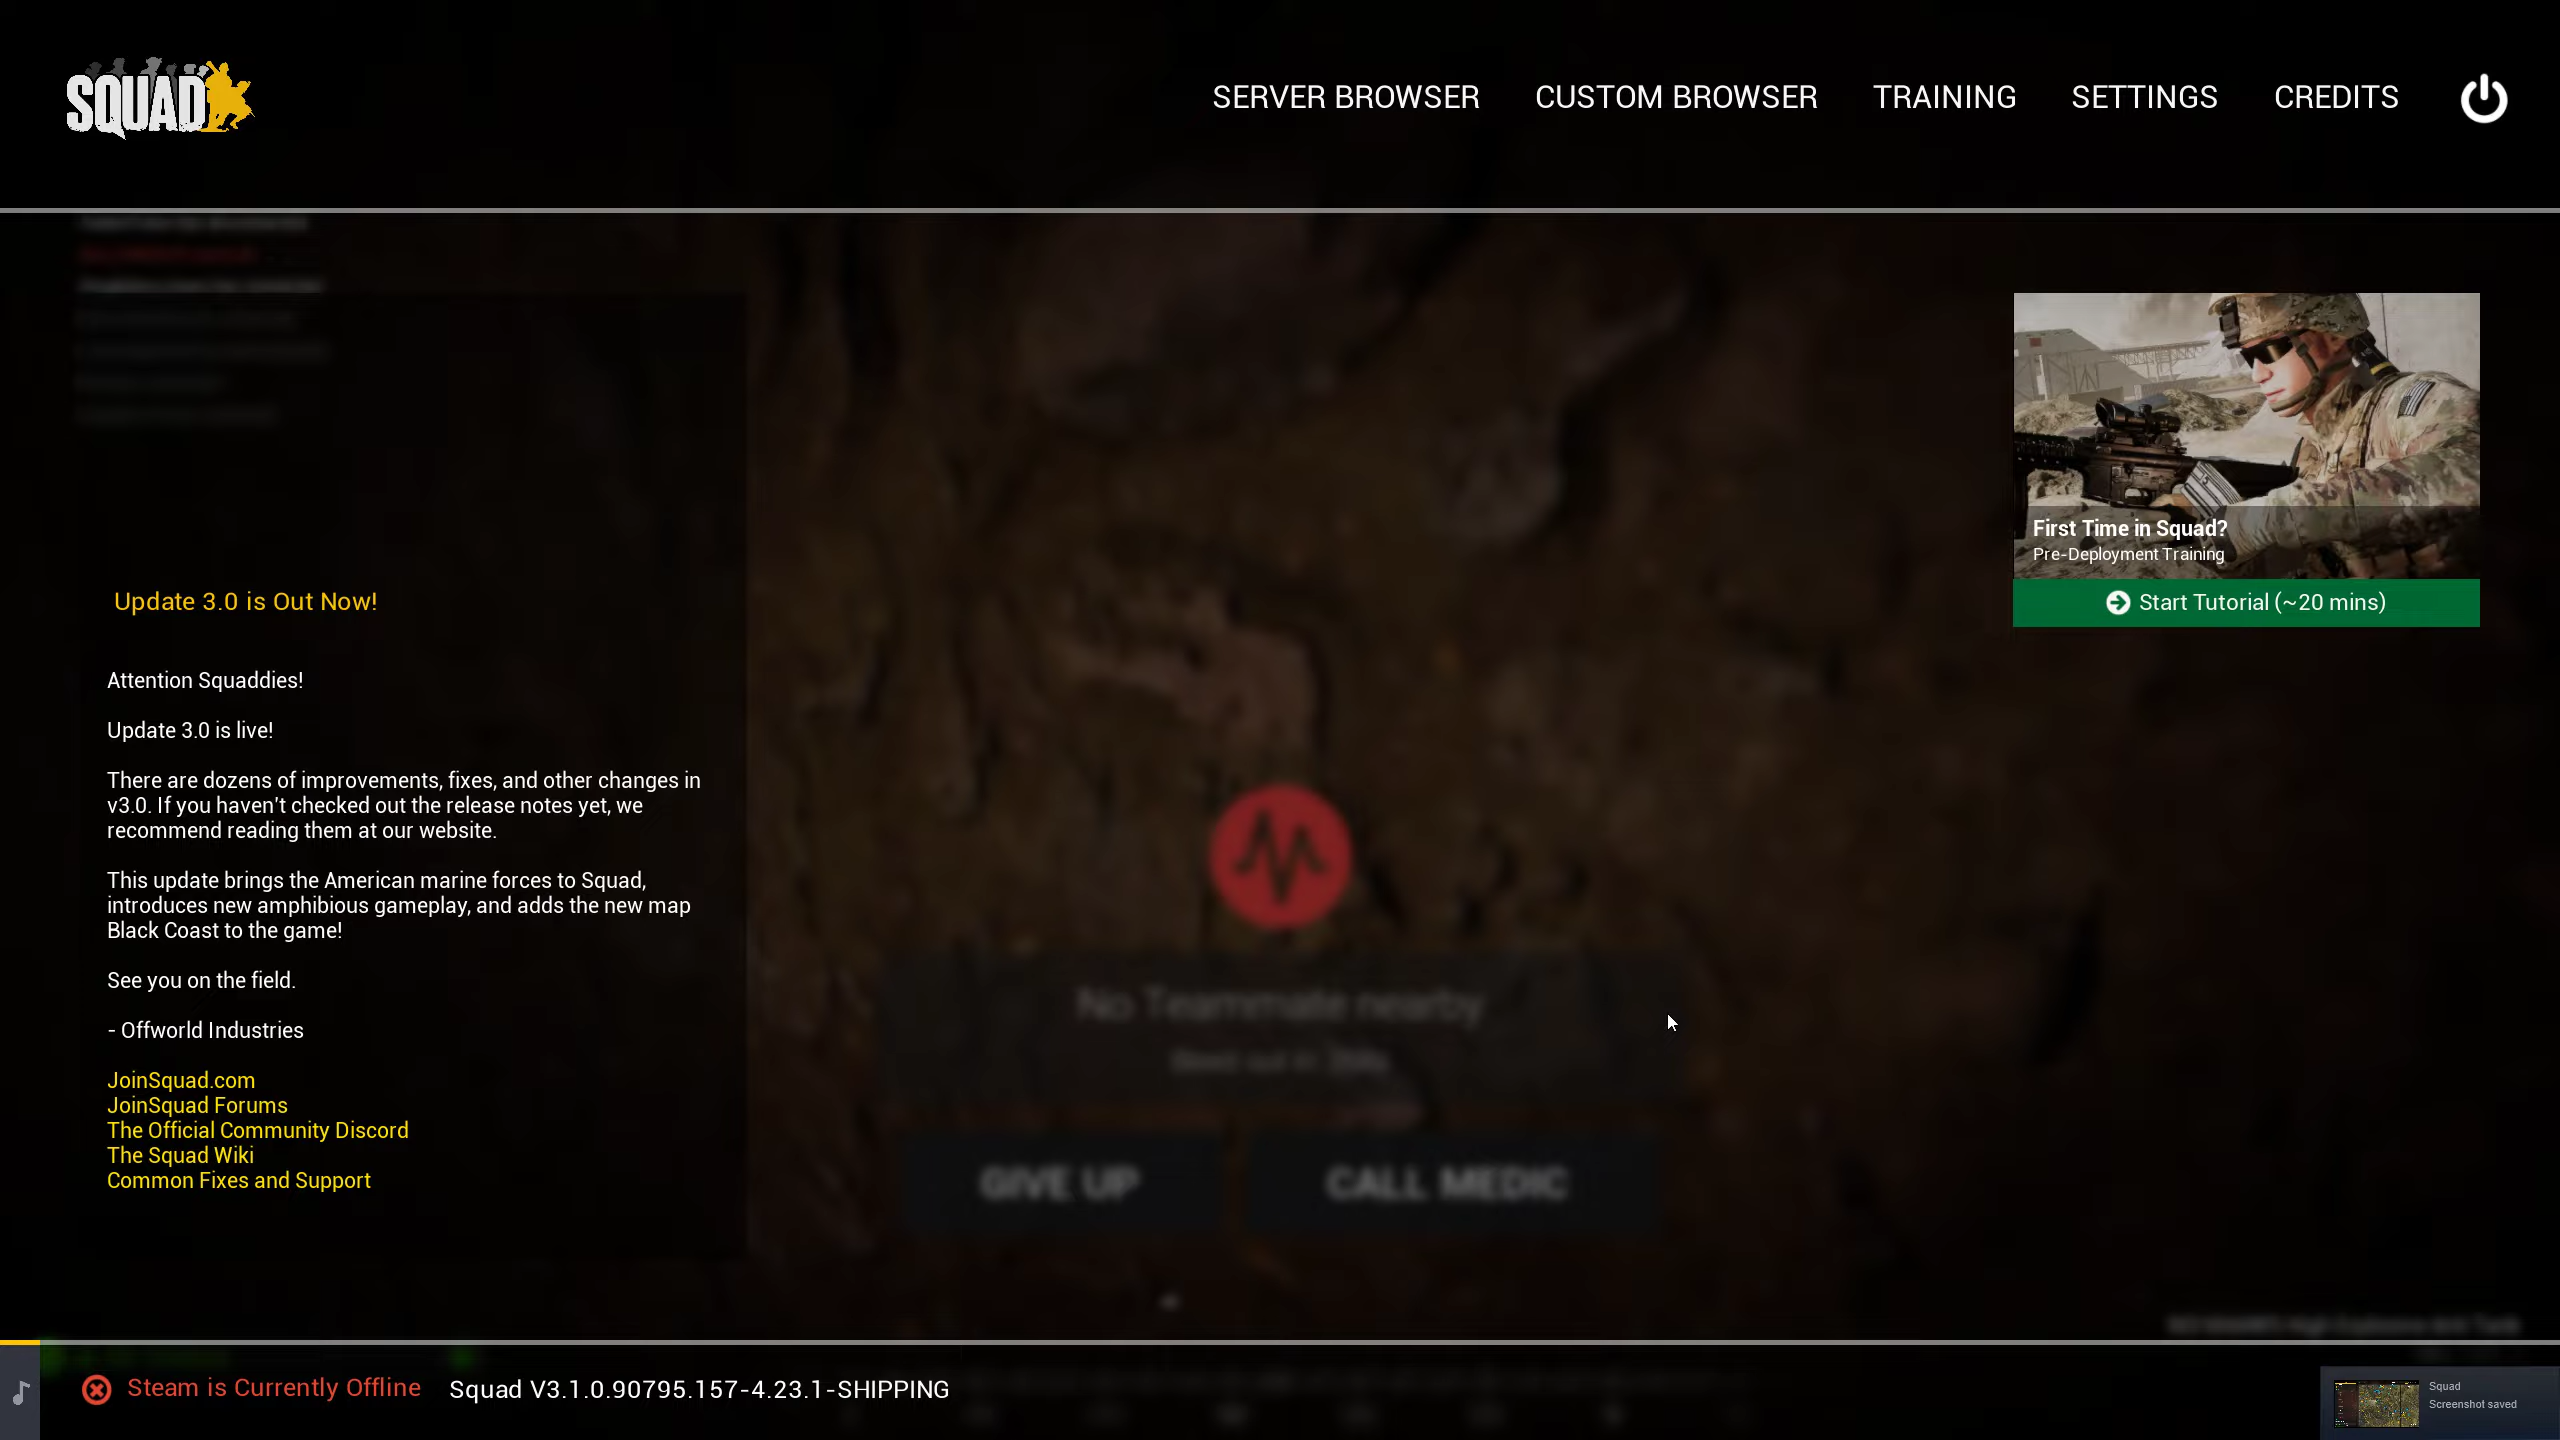 SQUAD
SERVER BROWSER
CUSTOM BROWSER
TRAINING
SETTINGS
CREDITS
First Time in Squad?
Pre-Deployment Training
Start Tutorial (~20 mins)
Update 3.0 is Out Now!
Attention Squaddies!
Update 3.0 is live!
There are dozens of improvements, fixes, and other changes in
v3.0. If you haven't checked out the release notes yet, we
recommend reading them at our website.
This update brings the American marine forces to Squad,
introduces new amphibious gameplay, and adds the new map
Black Coast to the game!
See you on the field.
- Offworld Industries
JoinSquad.com
JoinSquad Forums
The Official Community Discord
The Squad Wiki
Common Fixes and Support
No Teammate nearby
GIVE UP
CALL MEDIC
Steam is Currently Offline
Squad V3.1.0.90795.157-4.23.1-SHIPPING
Squad
Screenshot saved